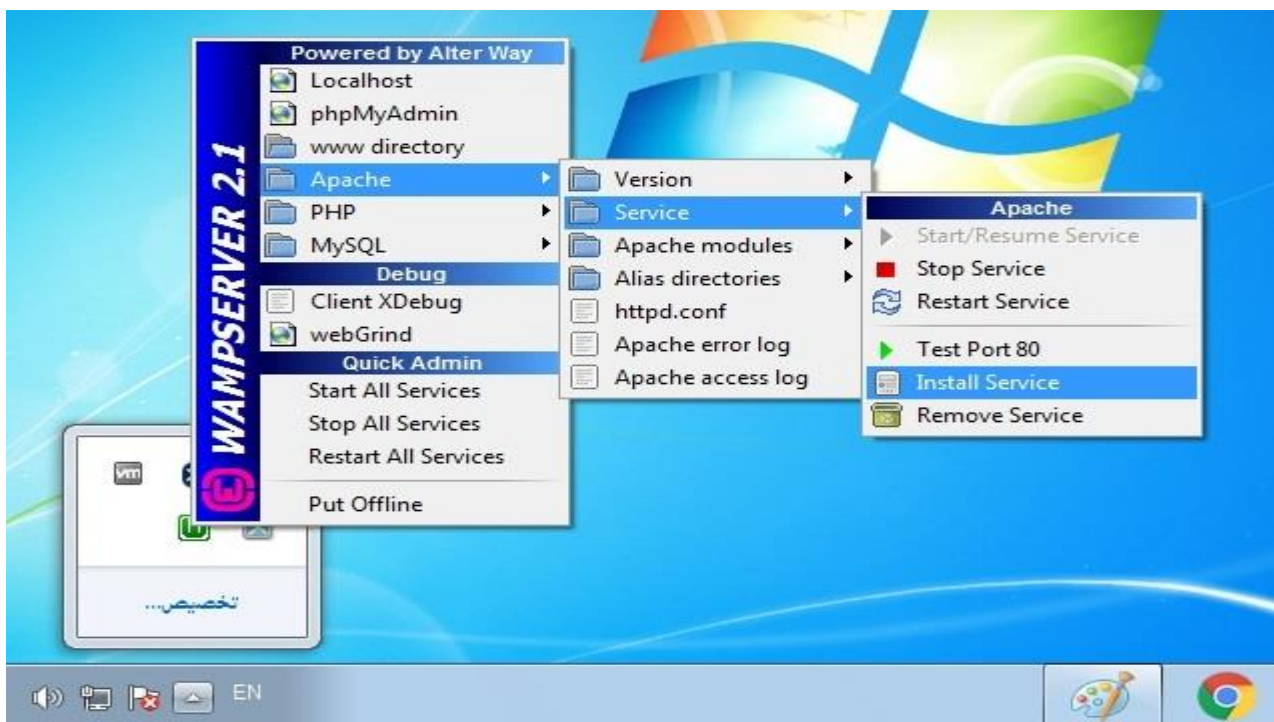 Powered by Alter Way
Localhost
phpMyAdmin
www directory
Apache
PHP
MySQL
Debug
Client XDebug
webGrind
Quick Admin
Start All Services
Stop All Services
Restart All Services
Put Offline
WAMPSERVER 2.1
Version
Service
Apache modules
Alias directories
httpd.conf
Apache error log
Apache access log
Apache
Start/Resume Service
Stop Service
Restart Service
Test Port 80
Install Service
Remove Service
vm
تخصيص...
EN